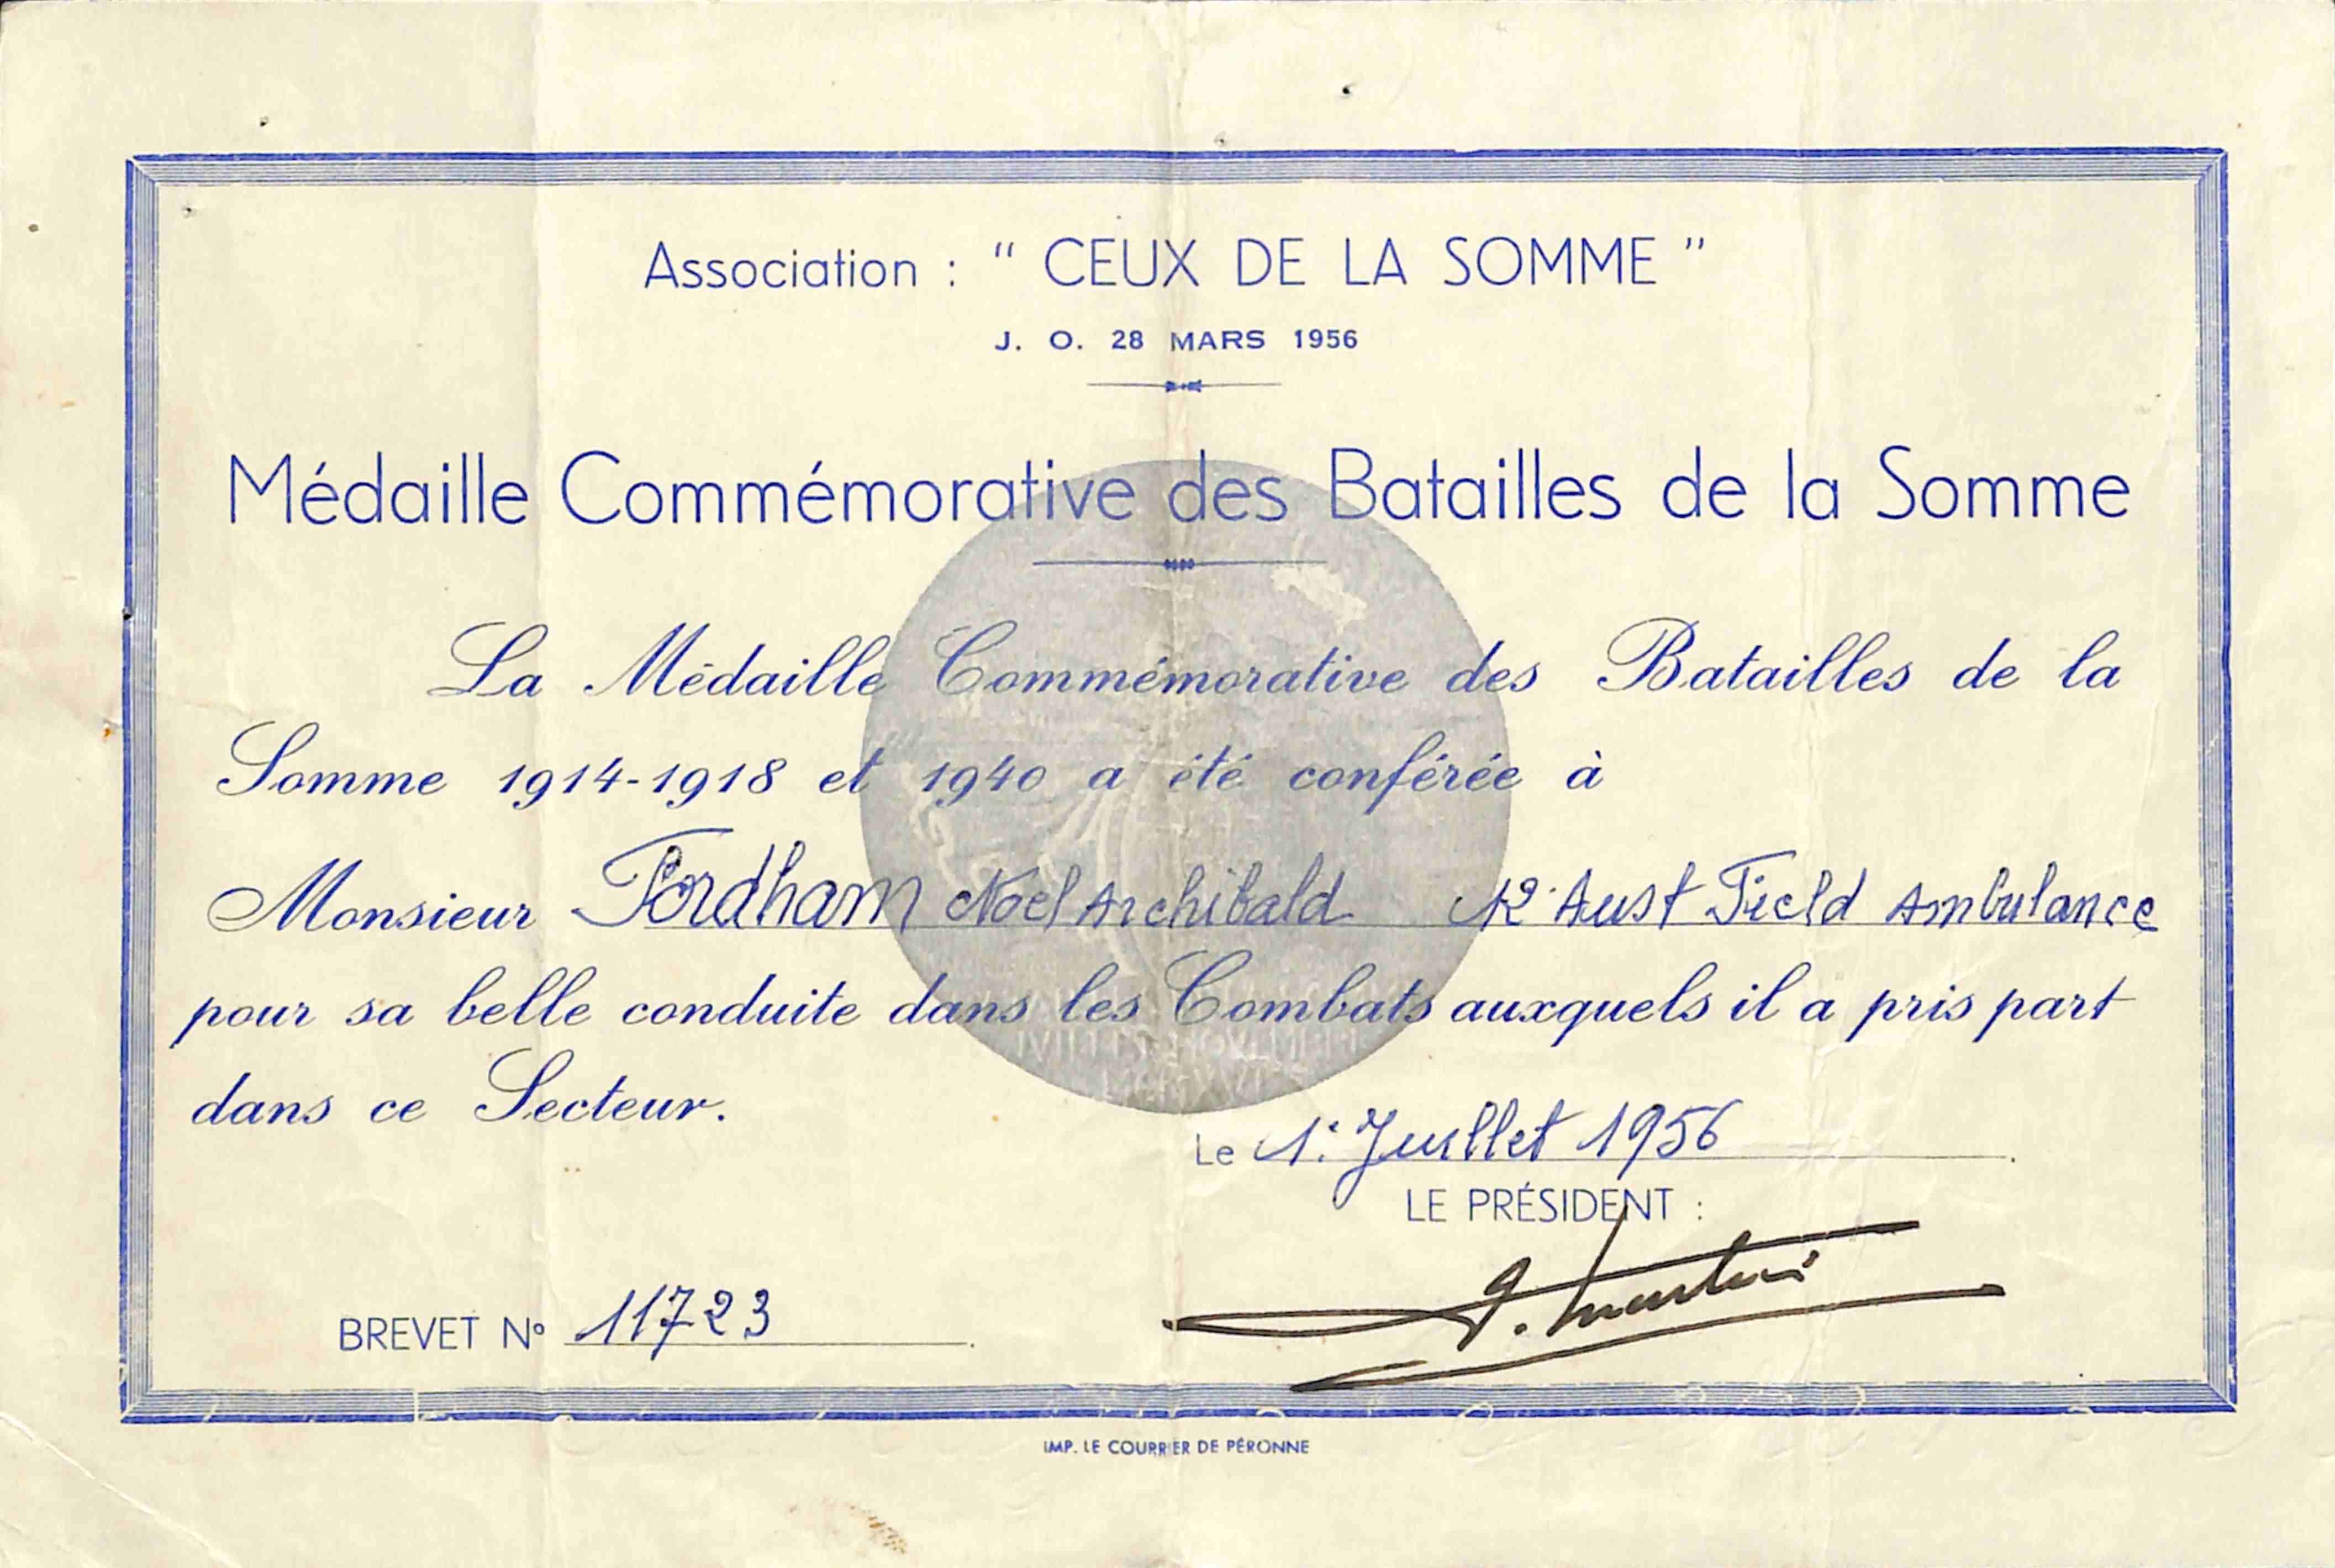 Association : " CEUX DE LA SOMME "
J. O. 28 MARS 1956
Médaille Commémorative des Batailles de la Somme
La Médaille Commémorative des Batailles de la
Somme 1914-1918 et 1940 a été conférée à
Monsieur Fordham Noel Archibald 12 Aust Field Ambulance
pour sa belle conduite dans les Combats auxquels il a pris part
dans ce Secteur.
Le 1. Juillet 1956
LE PRÉSIDENT :
BREVET No 11723
IMP. LE COURRIER DE PÉRONNE